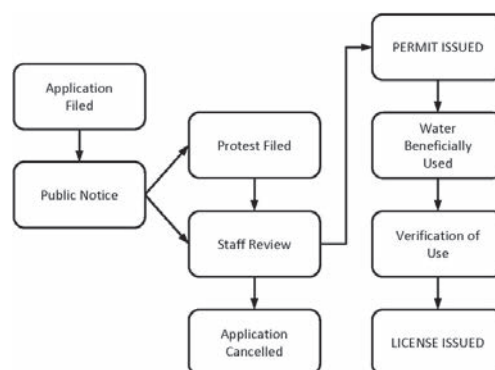 Application
Filed
Public Notice
Protest Filed
Staff Review
Application
Cancelled
PERMIT ISSUED
Water
Beneficially
Used
Verification of
Use
LICENSE ISSUED